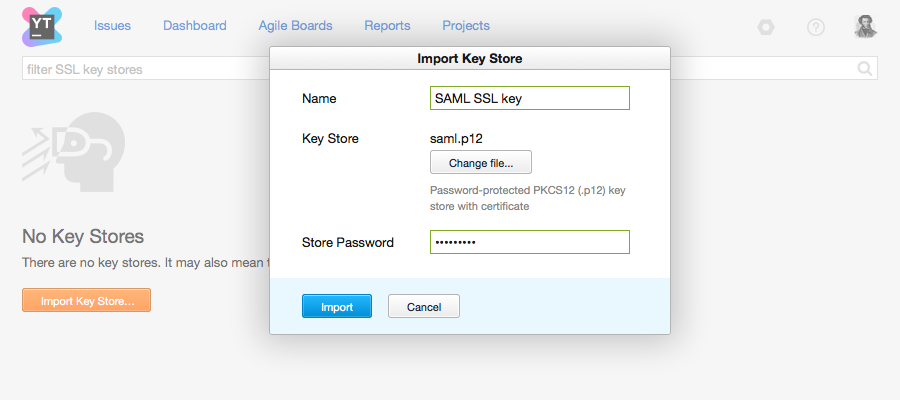 YT
Issues Dashboard Agile Boards Reports Projects
filter SSL key stores
Import Key Store
Name SAML SSL key
Key Store saml.p12
Change file...
Password-protected PKCS12 (.p12) key
store with certificate
Store Password •••••••••
Import Cancel
No Key Stores
There are no key stores. It may also mean
Import Key Store...